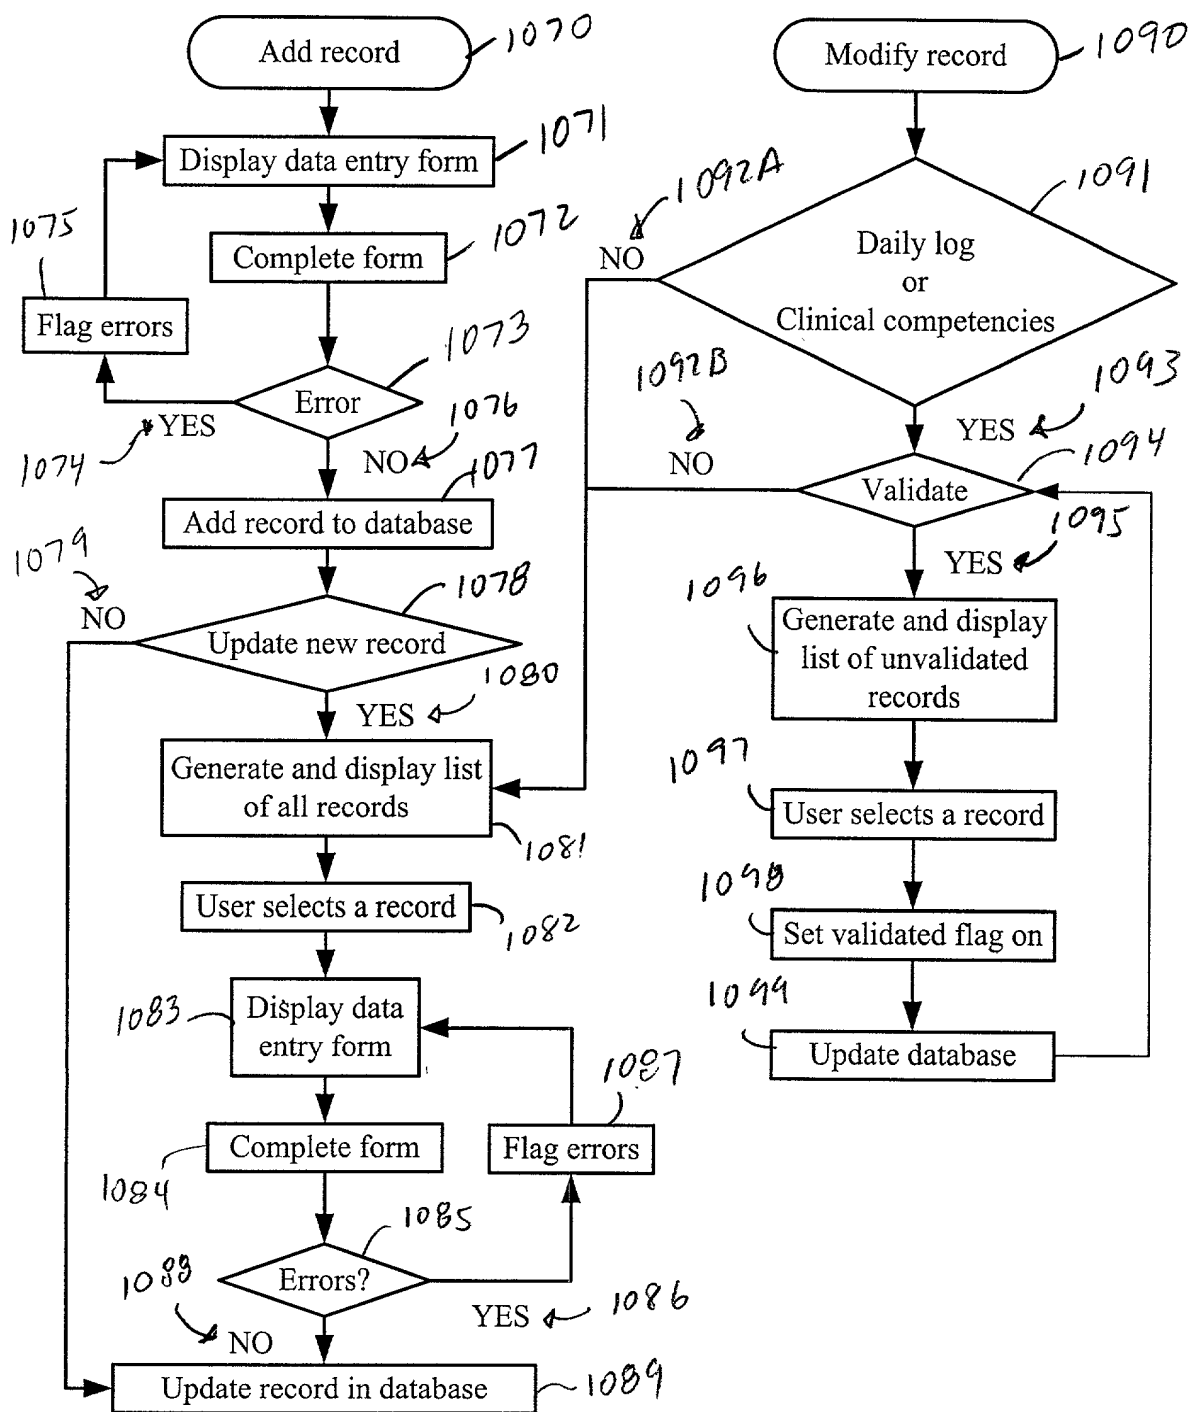 Add record
1070
Display data entry form
1071
Complete form
1072
1075
Flag errors
1073
Error
YES
1074
NO
1076
1077
Add record to database
1079
NO
1078
Update new record
1080
YES
Generate and display list
of all records
1081
User selects a record
1082
1083
Display data
entry form
1087
Complete form
1084
Flag errors
1085
Errors?
1088
NO
YES
1086
Update record in database
1089
Modify record
1090
1092A
NO
1091
Daily log
or
Clinical competencies
1092B
NO
1093
YES
1094
Validate
1095
YES
1096
Generate and display
list of unvalidated
records
1097
User selects a record
1098
Set validated flag on
1099
Update database